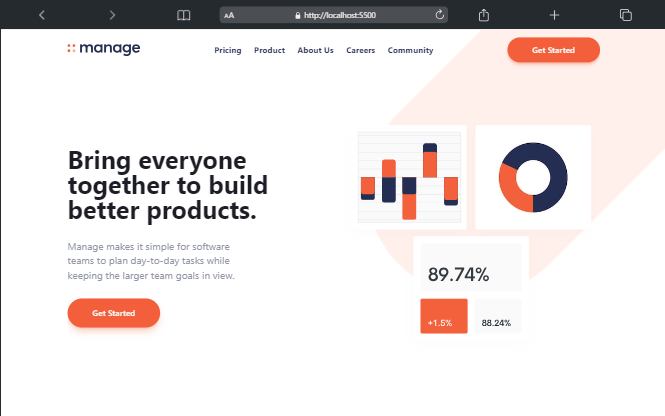 AA
http://localhost:5500
manage
Pricing Product About Us Careers Community
Get Started
Bring everyone
together to build
better products.
Manage makes it simple for software
teams to plan day-to-day tasks while
keeping the larger team goals in view.
Get Started
89.74%
+1.5%
88.24%